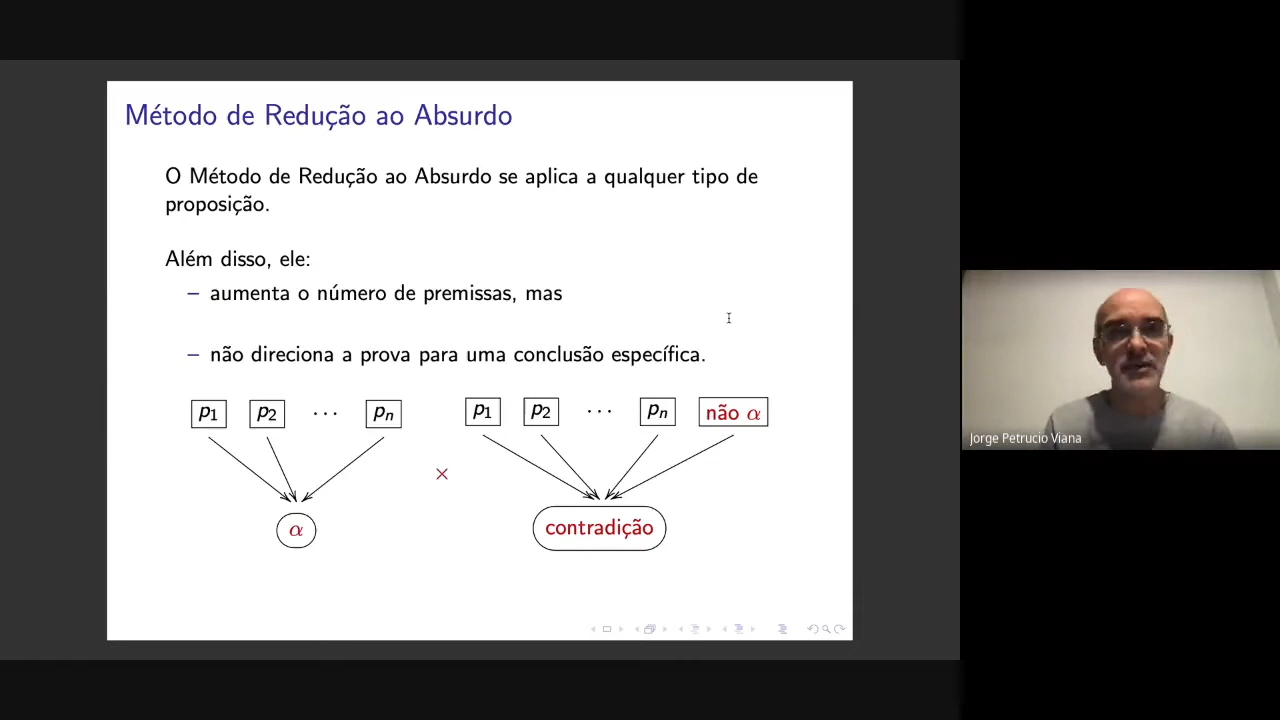 Método de Redução ao Absurdo
O Método de Redução ao Absurdo se aplica a qualquer tipo de
proposição.
Além disso, ele:
– aumenta o número de premissas, mas
– não direciona a prova para uma conclusão específica.
p₁ p₂ ··· pₙ p₁ p₂ ··· pₙ não α
×
α contradição
Jorge Petrucio Viana